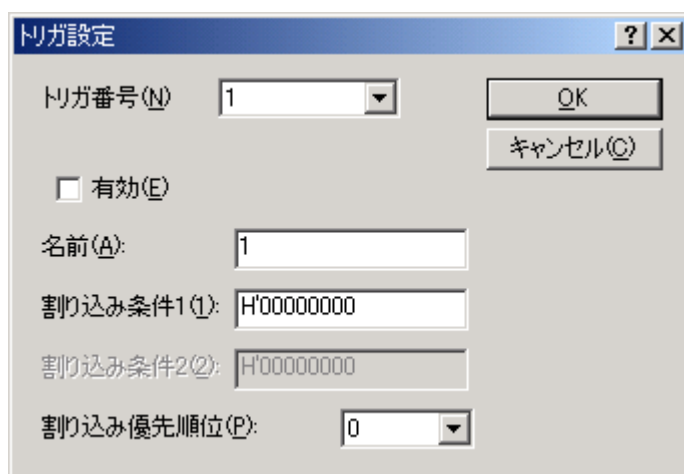 トリガ設定
トリガ番号(N) 1 OK
キャンセル(C)
有効(E)
名前(A): 1
割り込み条件1(1): H'00000000
割り込み条件2(2): H'00000000
割り込み優先順位(P): 0